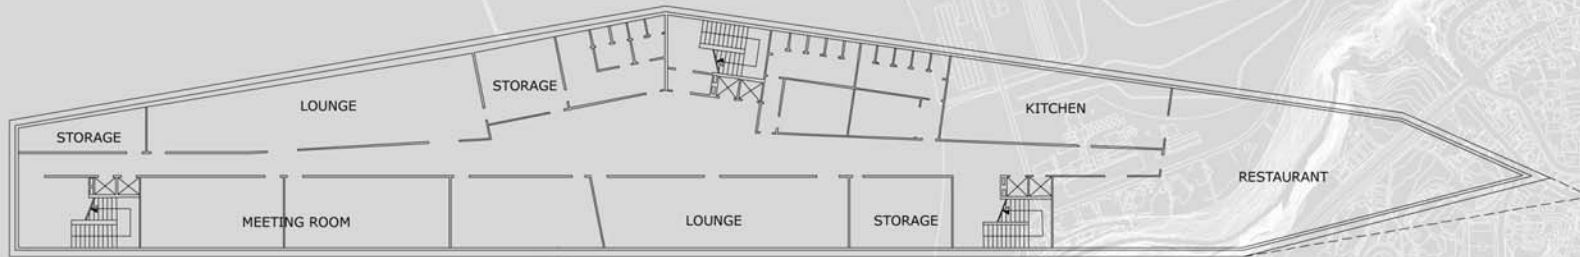 STORAGE
LOUNGE
STORAGE
KITCHEN
MEETING ROOM
LOUNGE
STORAGE
RESTAURANT